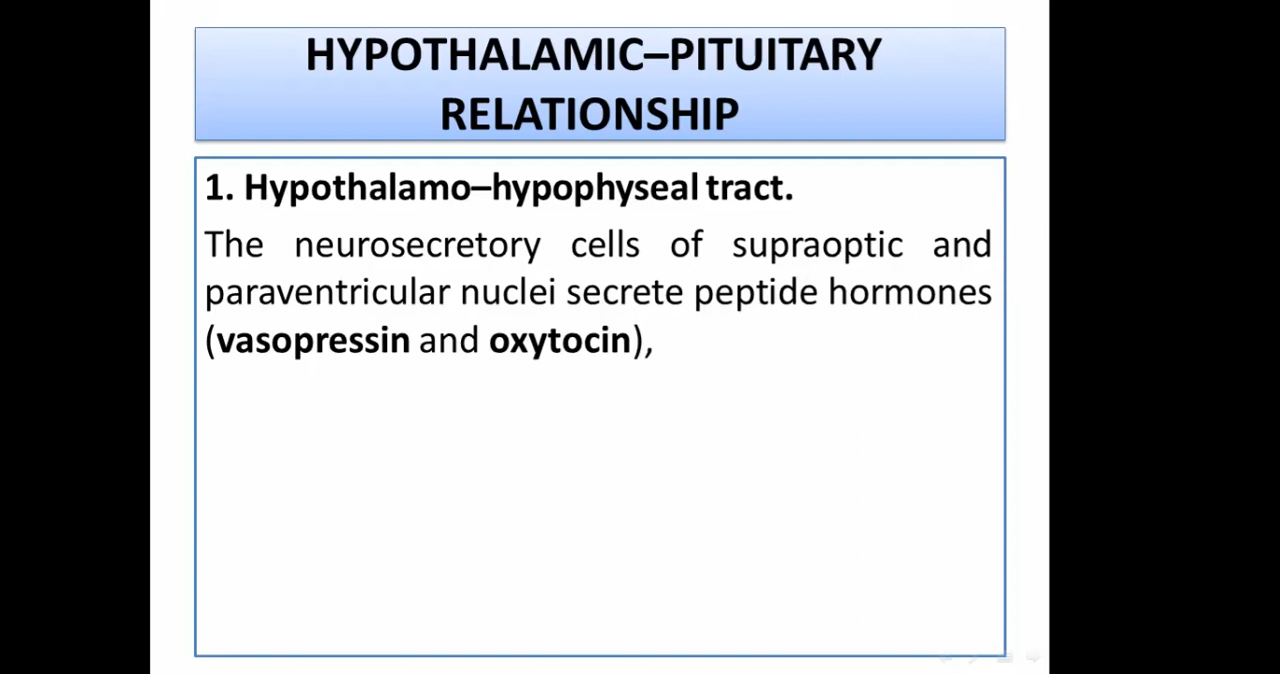 HYPOTHALAMIC–PITUITARY
RELATIONSHIP
1. Hypothalamo–hypophyseal tract.
The neurosecretory cells of supraoptic and
paraventricular nuclei secrete peptide hormones
(vasopressin and oxytocin),